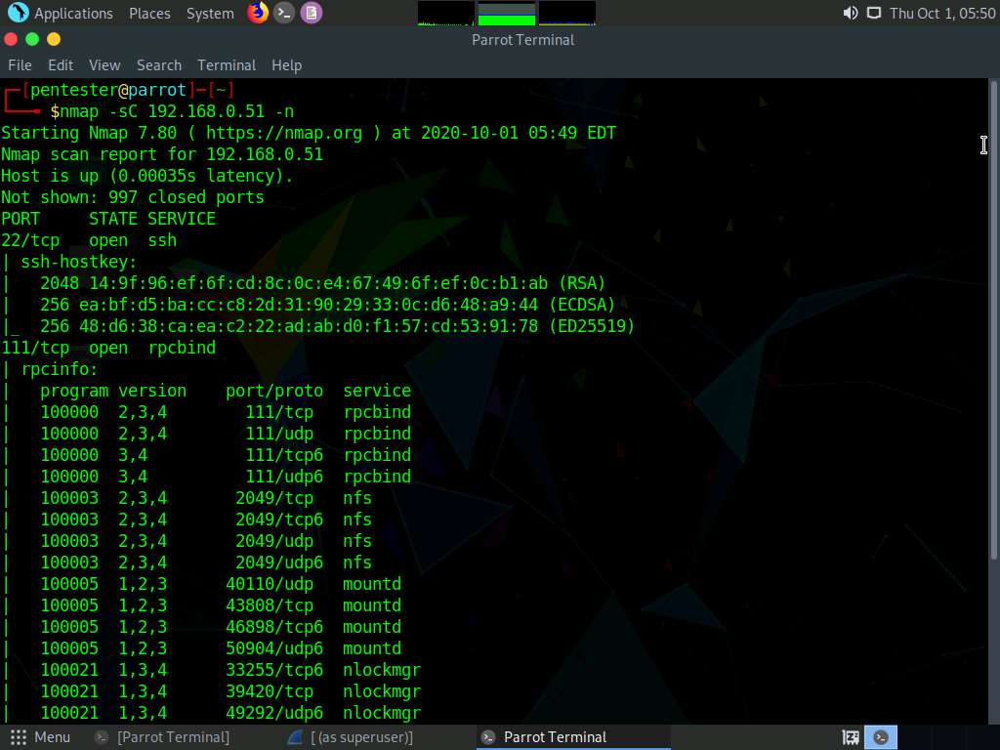 Applications Places System Thu Oct 1, 05:50
Parrot Terminal
File Edit View Search Terminal Help
┌─[pentester@parrot]─[~]
└──╼ $nmap -sC 192.168.0.51 -n
Starting Nmap 7.80 ( https://nmap.org ) at 2020-10-01 05:49 EDT
Nmap scan report for 192.168.0.51
Host is up (0.00035s latency).
Not shown: 997 closed ports
PORT     STATE SERVICE
22/tcp   open  ssh
| ssh-hostkey:
|   2048 14:9f:96:ef:6f:cd:8c:0c:e4:67:49:6f:ef:0c:b1:ab (RSA)
|   256 ea:bf:d5:ba:cc:c8:2d:31:90:29:33:0c:d6:48:a9:44 (ECDSA)
|_  256 48:d6:38:ca:ea:c2:22:ad:ab:d0:f1:57:cd:53:91:78 (ED25519)
111/tcp  open  rpcbind
| rpcinfo:
|   program version    port/proto  service
|   100000  2,3,4        111/tcp   rpcbind
|   100000  2,3,4        111/udp   rpcbind
|   100000  3,4          111/tcp6  rpcbind
|   100000  3,4          111/udp6  rpcbind
|   100003  2,3,4       2049/tcp   nfs
|   100003  2,3,4       2049/tcp6  nfs
|   100003  2,3,4       2049/udp   nfs
|   100003  2,3,4       2049/udp6  nfs
|   100005  1,2,3      40110/udp   mountd
|   100005  1,2,3      43808/tcp   mountd
|   100005  1,2,3      46898/tcp6  mountd
|   100005  1,2,3      50904/udp6  mountd
|   100021  1,3,4      33255/tcp6  nlockmgr
|   100021  1,3,4      39420/tcp   nlockmgr
|   100021  1,3,4      49292/udp6  nlockmgr
Menu [Parrot Terminal] [ (as superuser)] Parrot Terminal